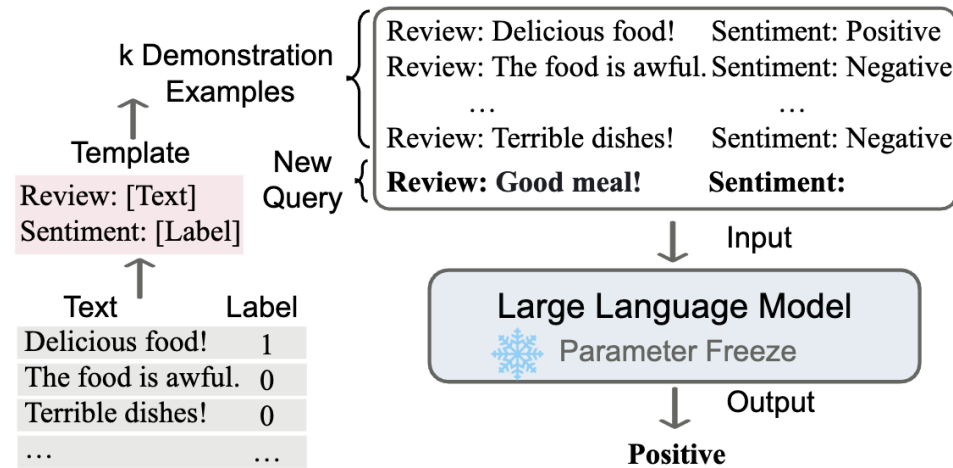 k Demonstration
Examples
Review: Delicious food! Sentiment: Positive
Review: The food is awful. Sentiment: Negative
... ...
Review: Terrible dishes! Sentiment: Negative
New
Query
Review: Good meal! Sentiment:
Template
Review: [Text]
Sentiment: [Label]
Text Label
Delicious food! 1
The food is awful. 0
Terrible dishes! 0
... ...
Input
Large Language Model
Parameter Freeze
Output
Positive